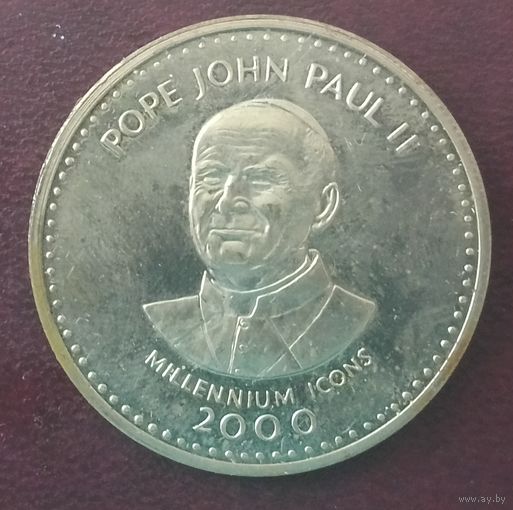 POPE JOHN PAUL II
MILLENNIUM ICONS
2000
www.ay.by